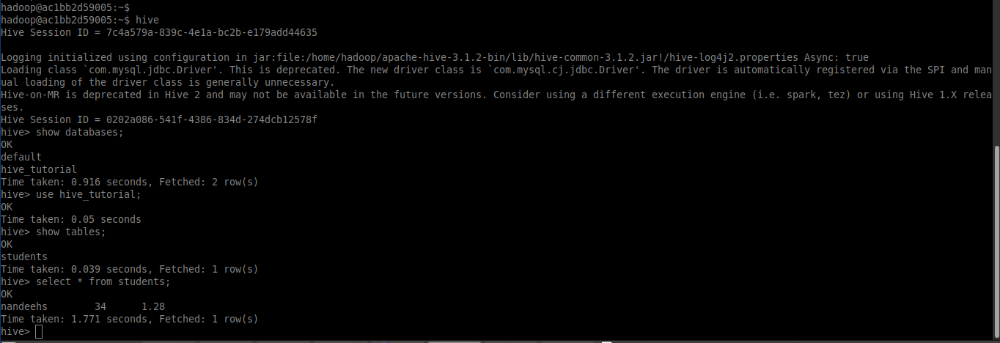 hadoop@ac1bb2d59005:~$
hadoop@ac1bb2d59005:~$ hive
Hive Session ID = 7c4a579a-839c-4e1a-bc2b-e179add44635
Logging initialized using configuration in jar:file:/home/hadoop/apache-hive-3.1.2-bin/lib/hive-common-3.1.2.jar!/hive-log4j2.properties Async: true
Loading class `com.mysql.jdbc.Driver'. This is deprecated. The new driver class is `com.mysql.cj.jdbc.Driver'. The driver is automatically registered via the SPI and man
ual loading of the driver class is generally unnecessary.
Hive-on-MR is deprecated in Hive 2 and may not be available in the future versions. Consider using a different execution engine (i.e. spark, tez) or using Hive 1.X relea
ses.
Hive Session ID = 0202a086-541f-4386-834d-274dcb12578f
hive> show databases;
OK
default
hive_tutorial
Time taken: 0.916 seconds, Fetched: 2 row(s)
hive> use hive_tutorial;
OK
Time taken: 0.05 seconds
hive> show tables;
OK
students
Time taken: 0.039 seconds, Fetched: 1 row(s)
hive> select * from students;
OK
nandeehs	34	1.28
Time taken: 1.771 seconds, Fetched: 1 row(s)
hive>